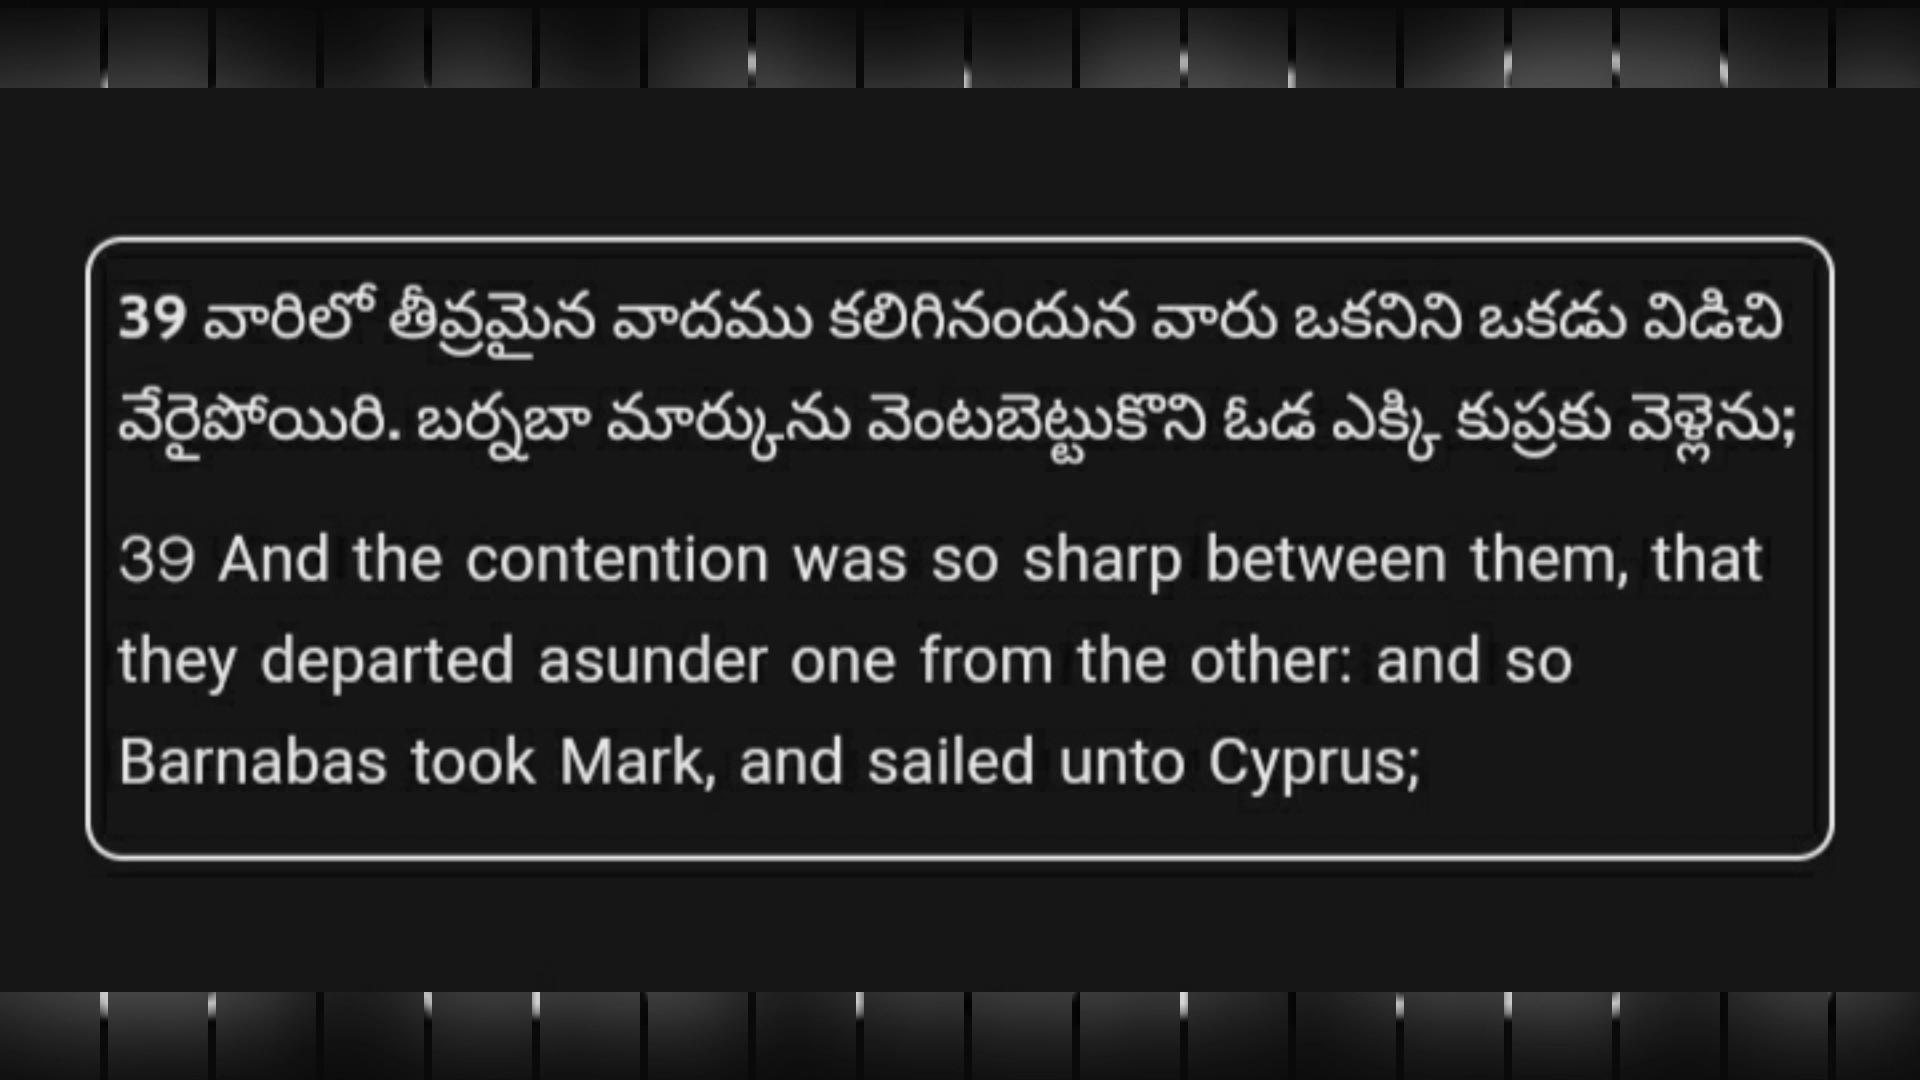 39 వారిలో తీవ్రమైన వాదము కలిగినందున వారు ఒకనిని ఒకడు విడిచి
వేరైపోయిరి. బర్నబా మార్కును వెంటబెట్టుకొని ఓడ ఎక్కి కుప్రకు వెళ్లెను;
39 And the contention was so sharp between them, that
they departed asunder one from the other: and so
Barnabas took Mark, and sailed unto Cyprus;